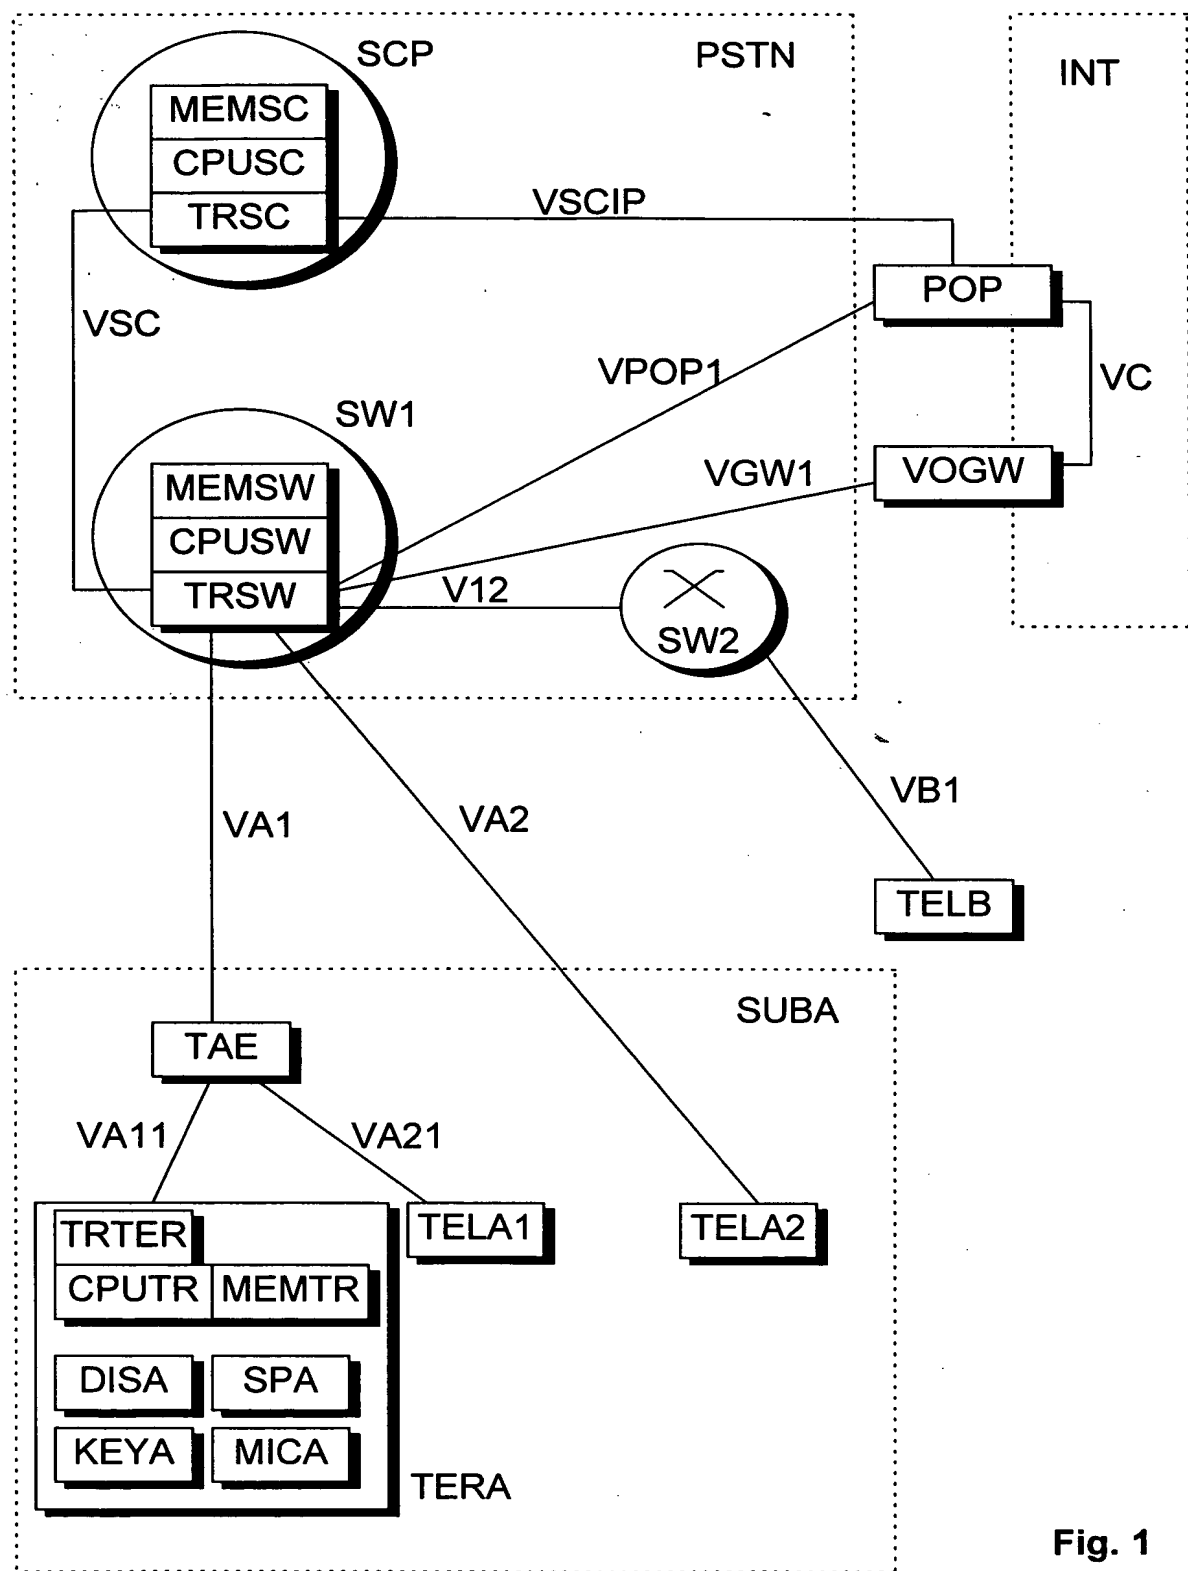 SCP
PSTN
INT
MEMSC
CPUSC
TRSC
VSCIP
POP
VSC
VPOP1
VC
SW1
MEMSW
VGW1
VOGW
CPUSW
TRSW
V12
SW2
VB1
VA1
VA2
TELB
SUBA
TAE
VA11
VA21
TRTER
TELA1
TELA2
CPUTR
MEMTR
DISA
SPA
KEYA
MICA
TERA
Fig. 1